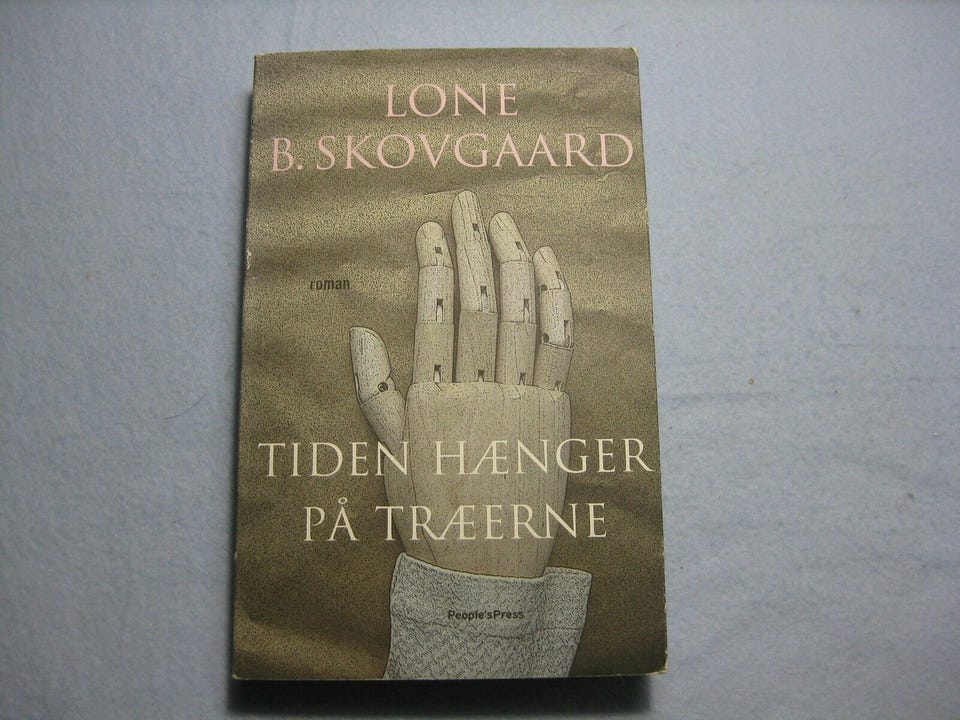 LONE
B. SKOVGAARD
roman
TIDEN HÆNGER
PÅ TRÆERNE
People'sPress